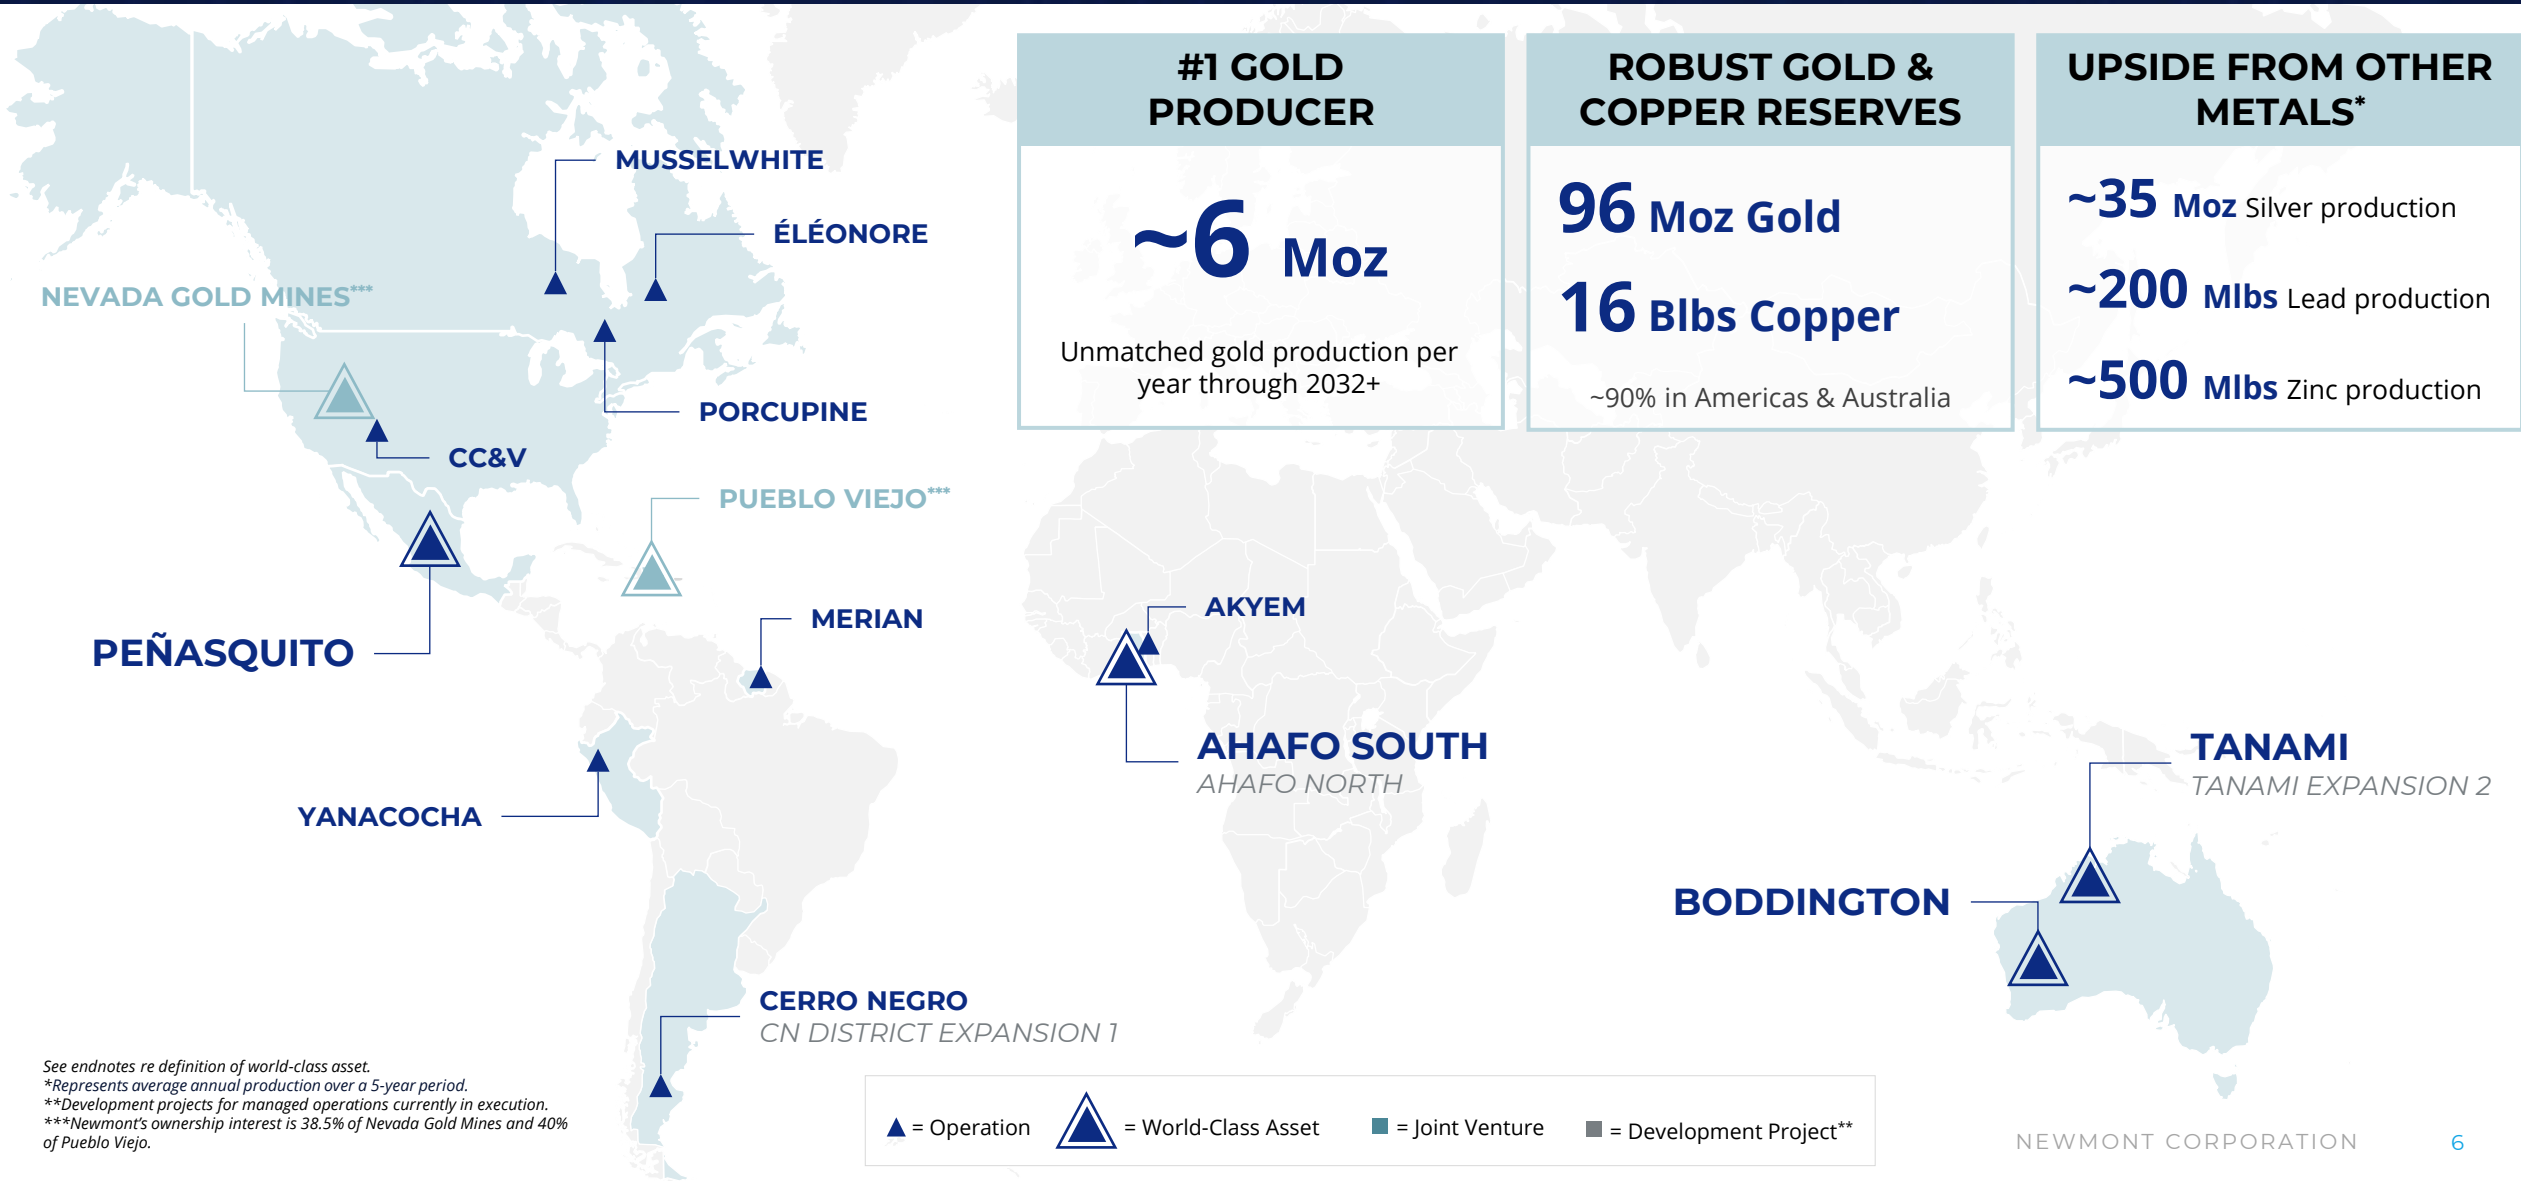 #1 GOLD
PRODUCER
~6 Moz
Unmatched gold production per
year through 2032+
ROBUST GOLD &
COPPER RESERVES
96 Moz Gold
16 Blbs Copper
~90% in Americas & Australia
UPSIDE FROM OTHER
METALS*
~35 Moz Silver production
~200 Mlbs Lead production
~500 Mlbs Zinc production
MUSSELWHITE
ÉLÉONORE
NEVADA GOLD MINES***
PORCUPINE
CC&V
PUEBLO VIEJO***
PEÑASQUITO
MERIAN
YANACOCHA
CERRO NEGRO
CN DISTRICT EXPANSION 1
AKYEM
AHAFO SOUTH
AHAFO NORTH
TANAMI
TANAMI EXPANSION 2
BODDINGTON
See endnotes re definition of world-class asset.
*Represents average annual production over a 5-year period.
**Development projects for managed operations currently in execution.
***Newmont's ownership interest is 38.5% of Nevada Gold Mines and 40%
of Pueblo Viejo.
= Operation
= World-Class Asset
= Joint Venture
= Development Project**
NEWMONT CORPORATION 6